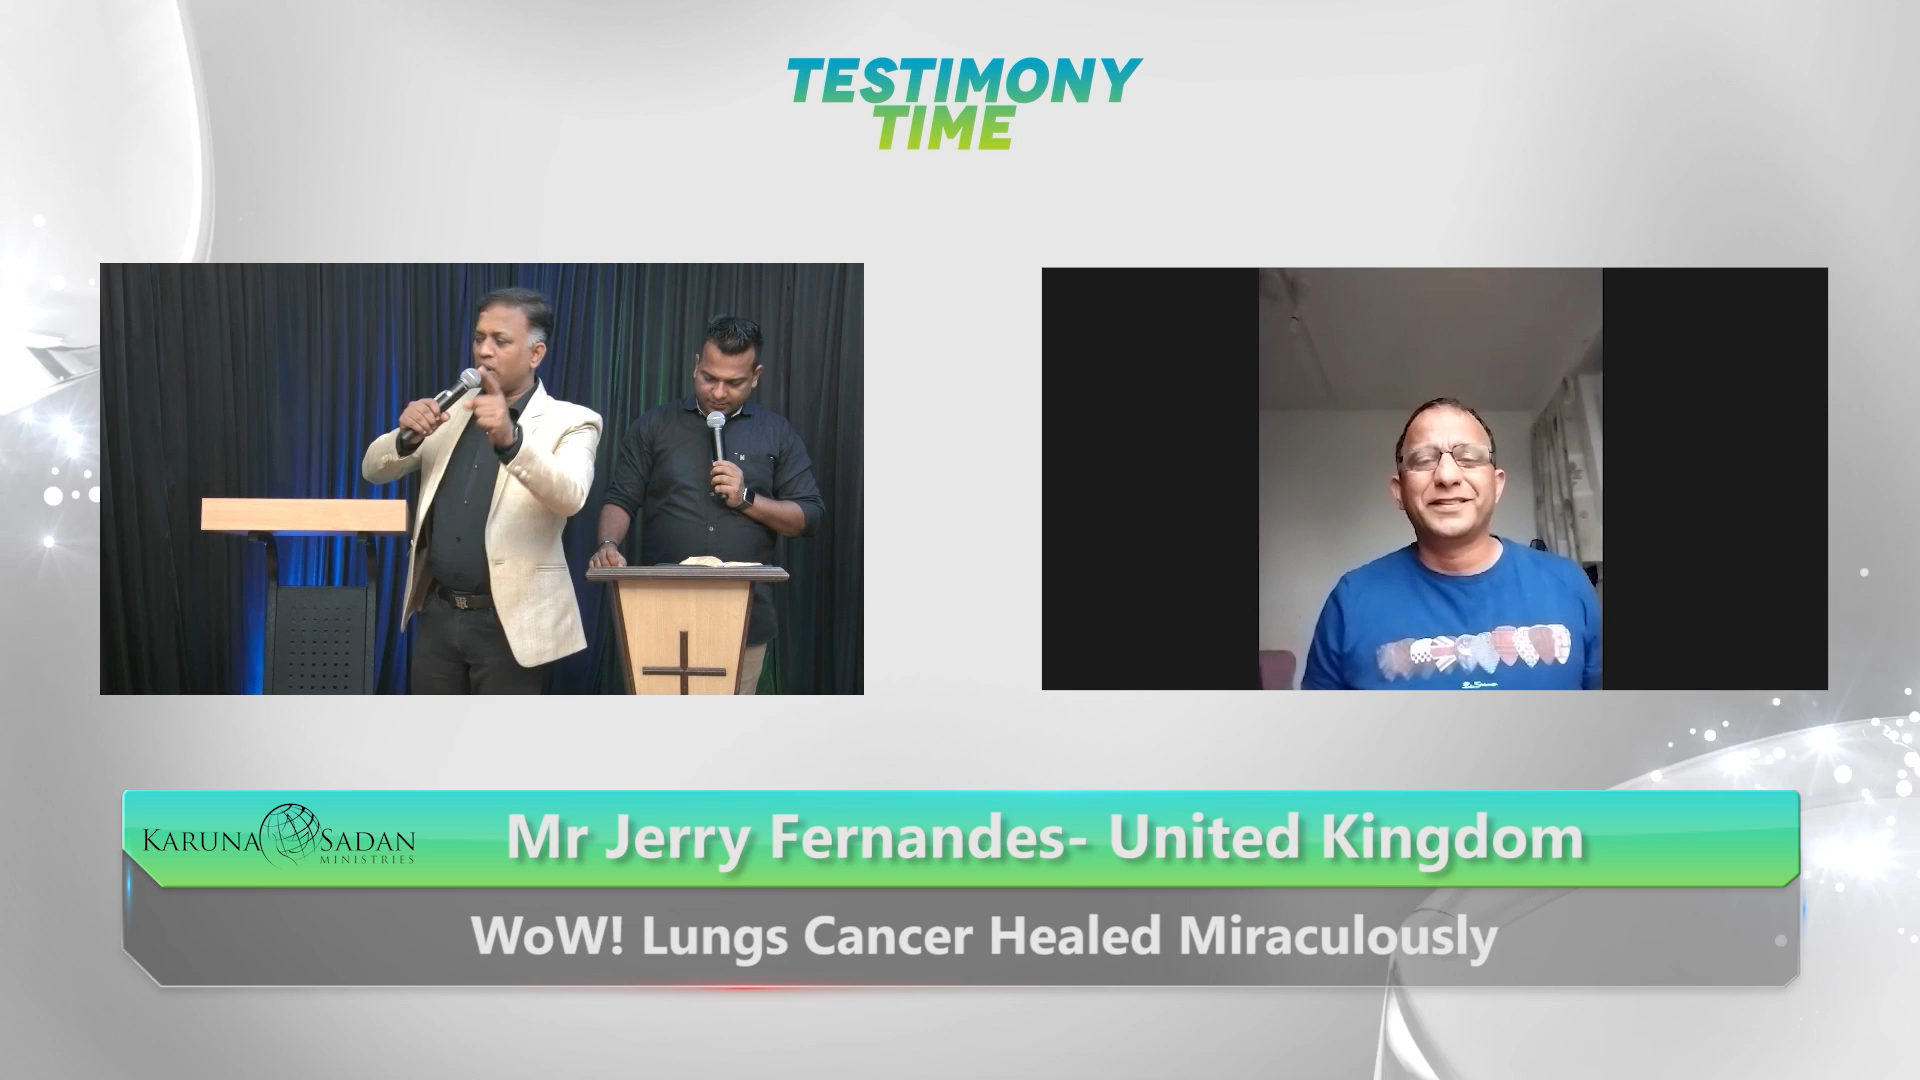 TESTIMONY
TIME
KARUNA SADAN
MINISTRIES
Mr Jerry Fernandes- United Kingdom
WoW! Lungs Cancer Healed Miraculously